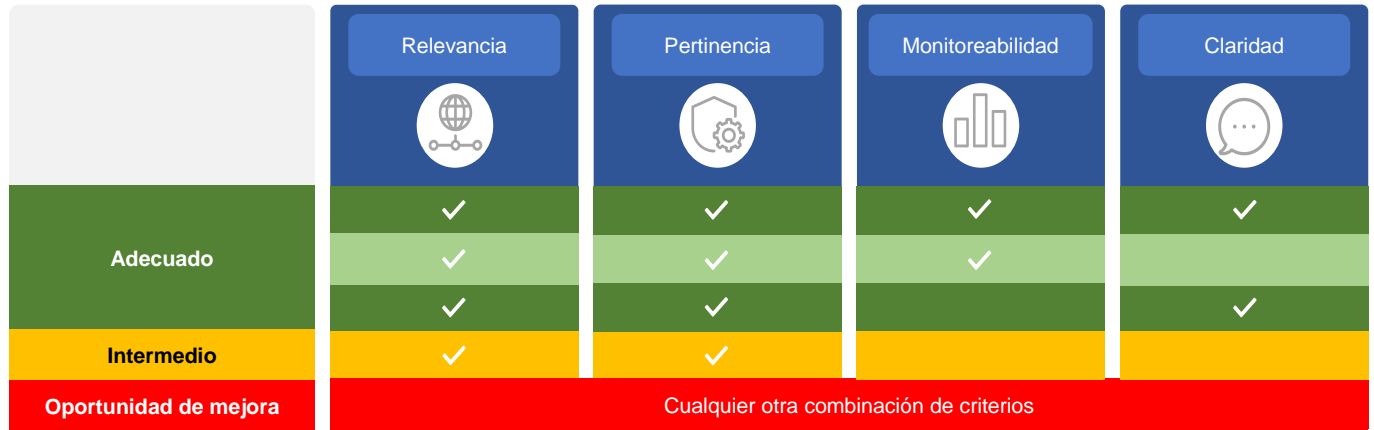 Relevancia
Pertinencia
Monitoreabilidad
Claridad
Adecuado
Intermedio
Oportunidad de mejora
Cualquier otra combinación de criterios